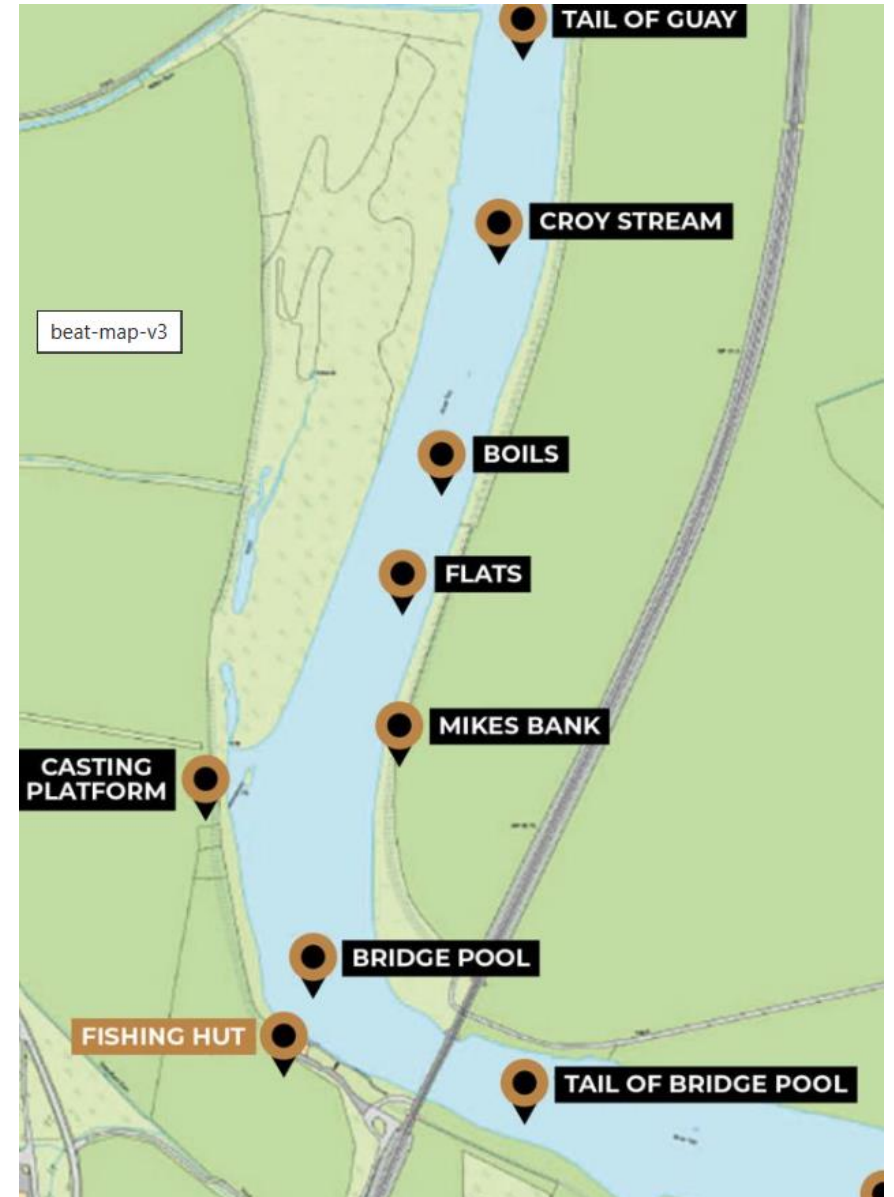 TAIL OF GUAY
CROY STREAM
beat-map-v3
BOILS
FLATS
MIKES BANK
CASTING
PLATFORM
BRIDGE POOL
FISHING HUT
TAIL OF BRIDGE POOL